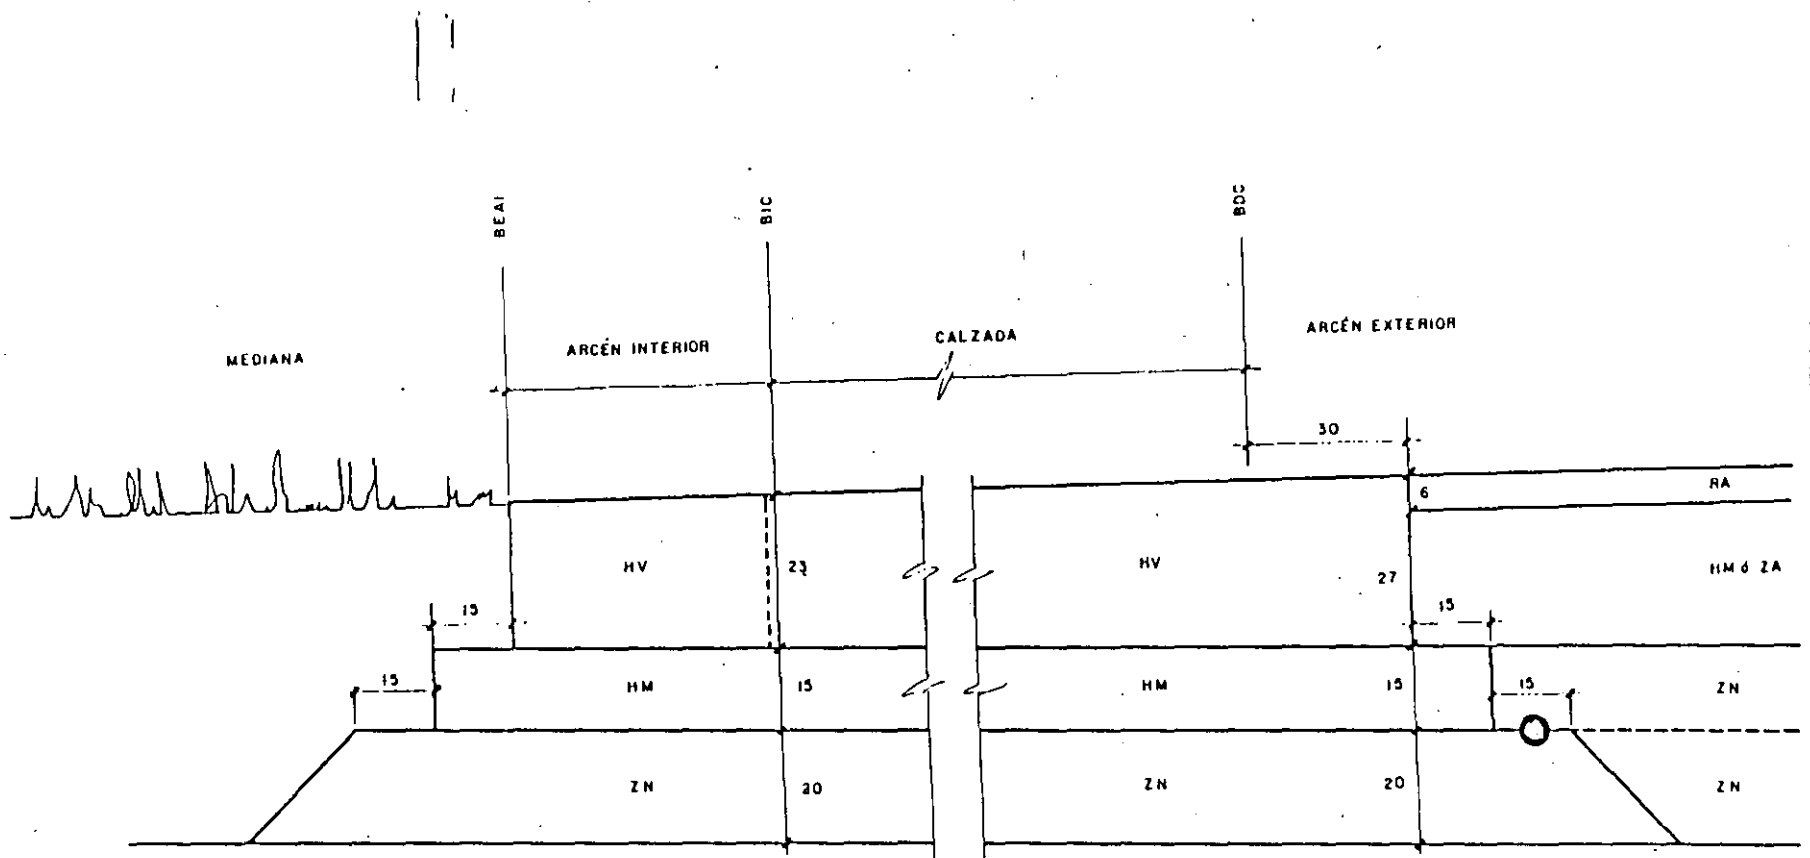 BEAI
BIC
BDC
MEDIANA
ARCÉN INTERIOR
CALZADA
ARCÉN EXTERIOR
30
6
RA
HV
23
HV
27
HM ó ZA
15
15
15
HM
15
HM
15
15
ZN
ZN
20
ZN
20
ZN